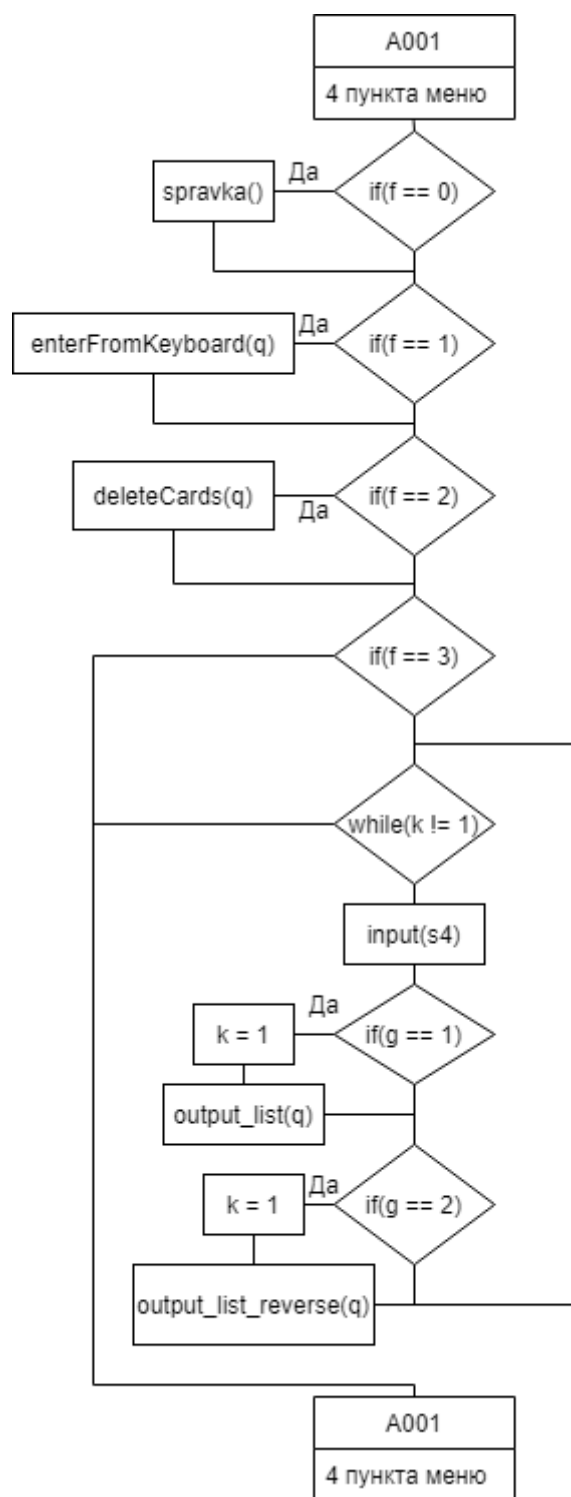 A001
4 пункта меню
Да
spravka()
if(f == 0)
Да
enterFromKeyboard(q)
if(f == 1)
deleteCards(q)
Да
if(f == 2)
if(f == 3)
while(k != 1)
input(s4)
Да
k = 1
if(g == 1)
output_list(q)
Да
k = 1
if(g == 2)
output_list_reverse(q)
A001
4 пункта меню